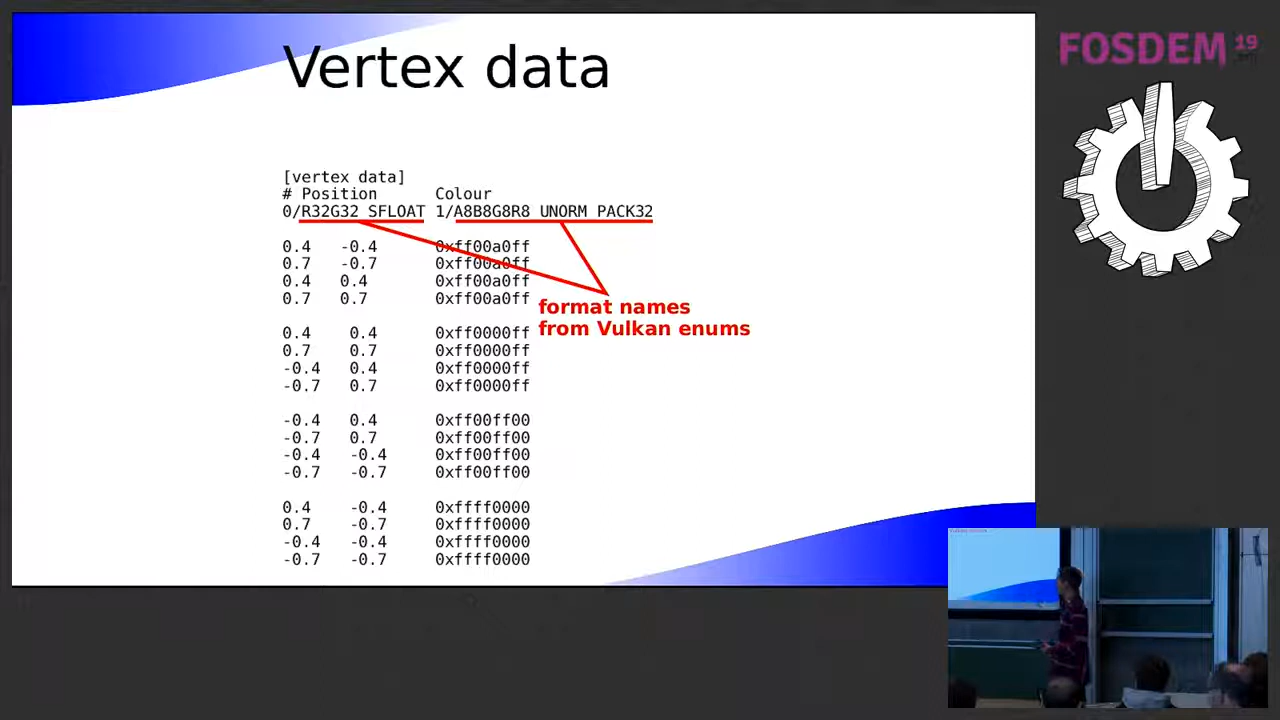 Vertex data
FOSDEM 19
[vertex data]
# Position Colour
0/R32G32_SFLOAT 1/A8B8G8R8_UNORM_PACK32
0.4 -0.4 0xff00a0ff
0.7 -0.7 0xff00a0ff
0.4 0.4 0xff00a0ff
0.7 0.7 0xff00a0ff
format names
from Vulkan enums
0.4 0.4 0xff0000ff
0.7 0.7 0xff0000ff
-0.4 0.4 0xff0000ff
-0.7 0.7 0xff0000ff
-0.4 0.4 0xff00ff00
-0.7 0.7 0xff00ff00
-0.4 -0.4 0xff00ff00
-0.7 -0.7 0xff00ff00
0.4 -0.4 0xffff0000
0.7 -0.7 0xffff0000
-0.4 -0.4 0xffff0000
-0.7 -0.7 0xffff0000